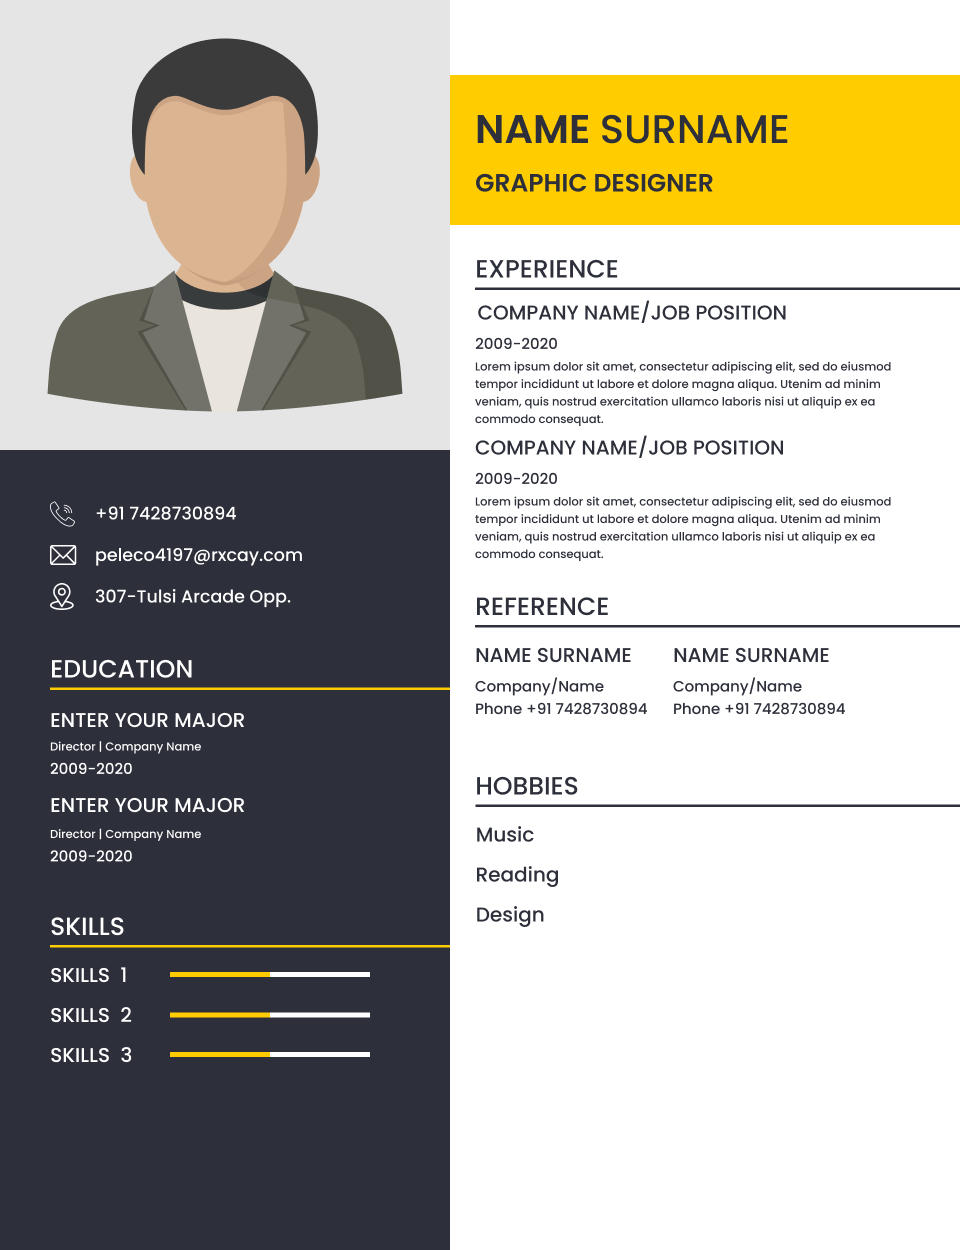 NAME SURNAME
GRAPHIC DESIGNER
+91 7428730894
peleco4197@rxcay.com
307-Tulsi Arcade Opp.
EDUCATION
ENTER YOUR MAJOR
Director | Company Name
2009-2020
ENTER YOUR MAJOR
Director | Company Name
2009-2020
SKILLS
SKILLS 1
SKILLS 2
SKILLS 3
EXPERIENCE
COMPANY NAME/JOB POSITION
2009-2020
Lorem ipsum dolor sit amet, consectetur adipiscing elit, sed do eiusmod
tempor incididunt ut labore et dolore magna aliqua. Utenim ad minim
veniam, quis nostrud exercitation ullamco laboris nisi ut aliquip ex ea
commodo consequat.
COMPANY NAME/JOB POSITION
2009-2020
Lorem ipsum dolor sit amet, consectetur adipiscing elit, sed do eiusmod
tempor incididunt ut labore et dolore magna aliqua. Utenim ad minim
veniam, quis nostrud exercitation ullamco laboris nisi ut aliquip ex ea
commodo consequat.
REFERENCE
NAME SURNAME
Company/Name
Phone +91 7428730894
NAME SURNAME
Company/Name
Phone +91 7428730894
HOBBIES
Music
Reading
Design